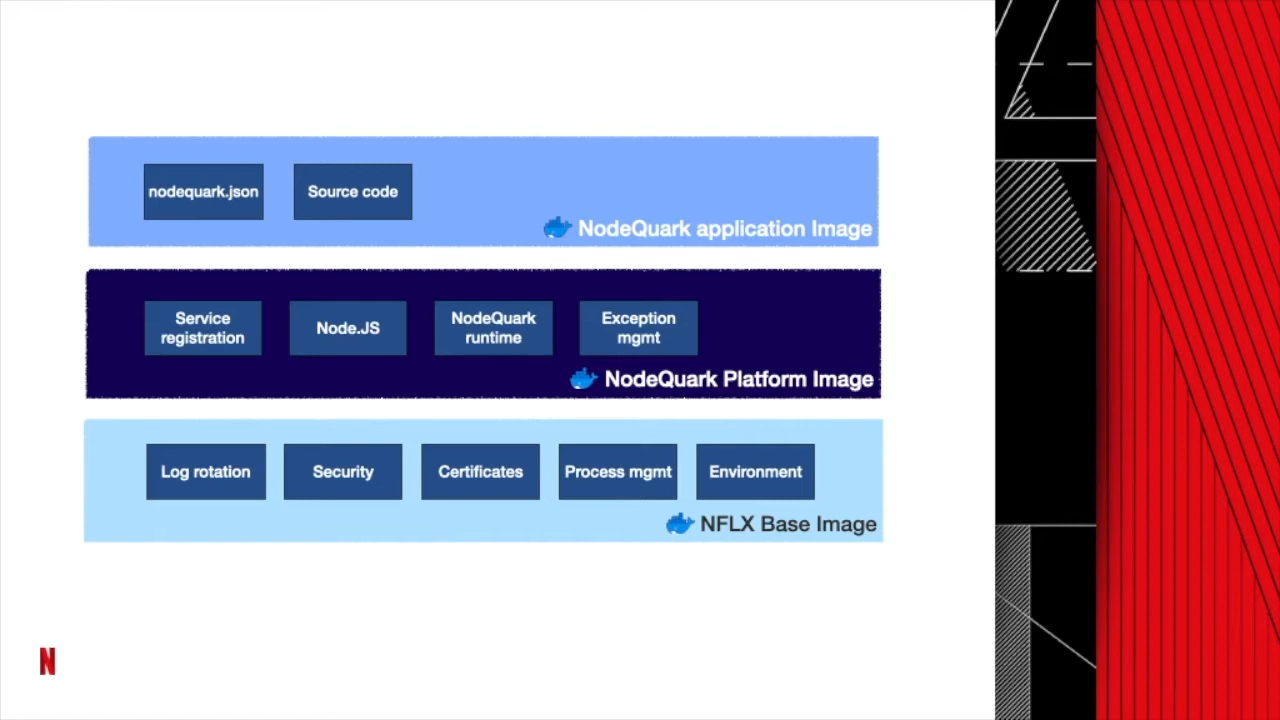 nodequark.json
Source code
NodeQuark application Image
Service
registration
Node.JS
NodeQuark
runtime
Exception
mgmt
NodeQuark Platform Image
Log rotation
Security
Certificates
Process mgmt
Environment
NFLX Base Image
N